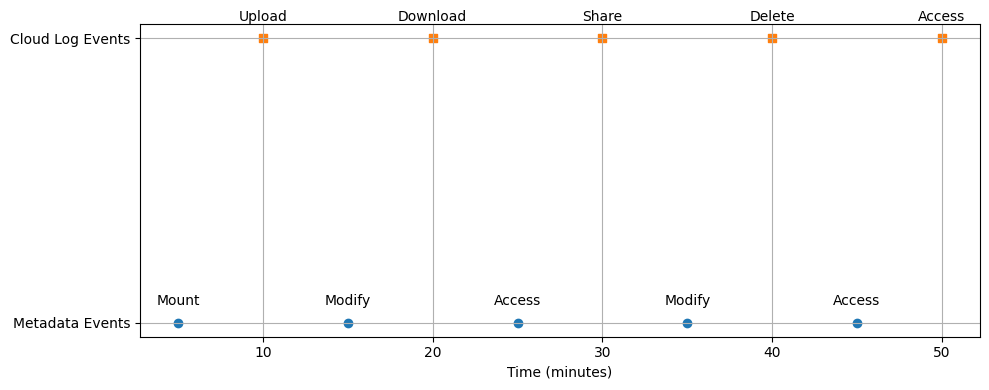 Upload Download Share Delete Access
Cloud Log Events
Mount Modify Access Modify Access
Metadata Events
10 20 30 40 50
Time (minutes)